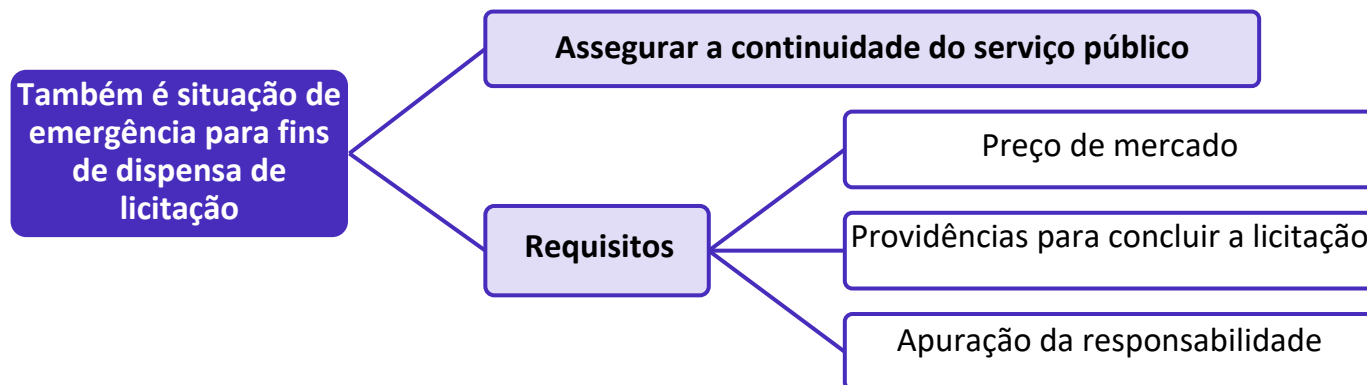 Também é situação de
emergência para fins
de dispensa de
licitação
Assegurar a continuidade do serviço público
Requisitos
Preço de mercado
Providências para concluir a licitação
Apuração da responsabilidade